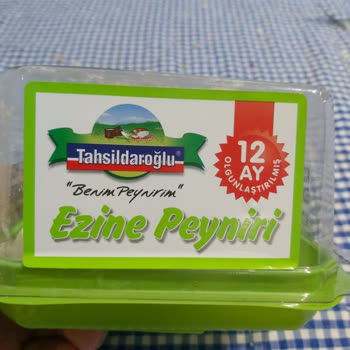 Tahsildaroğlu
"Benim Peynirim"
Ezine Peyniri
12
AY
OLGUNLAŞTIRILMIŞ